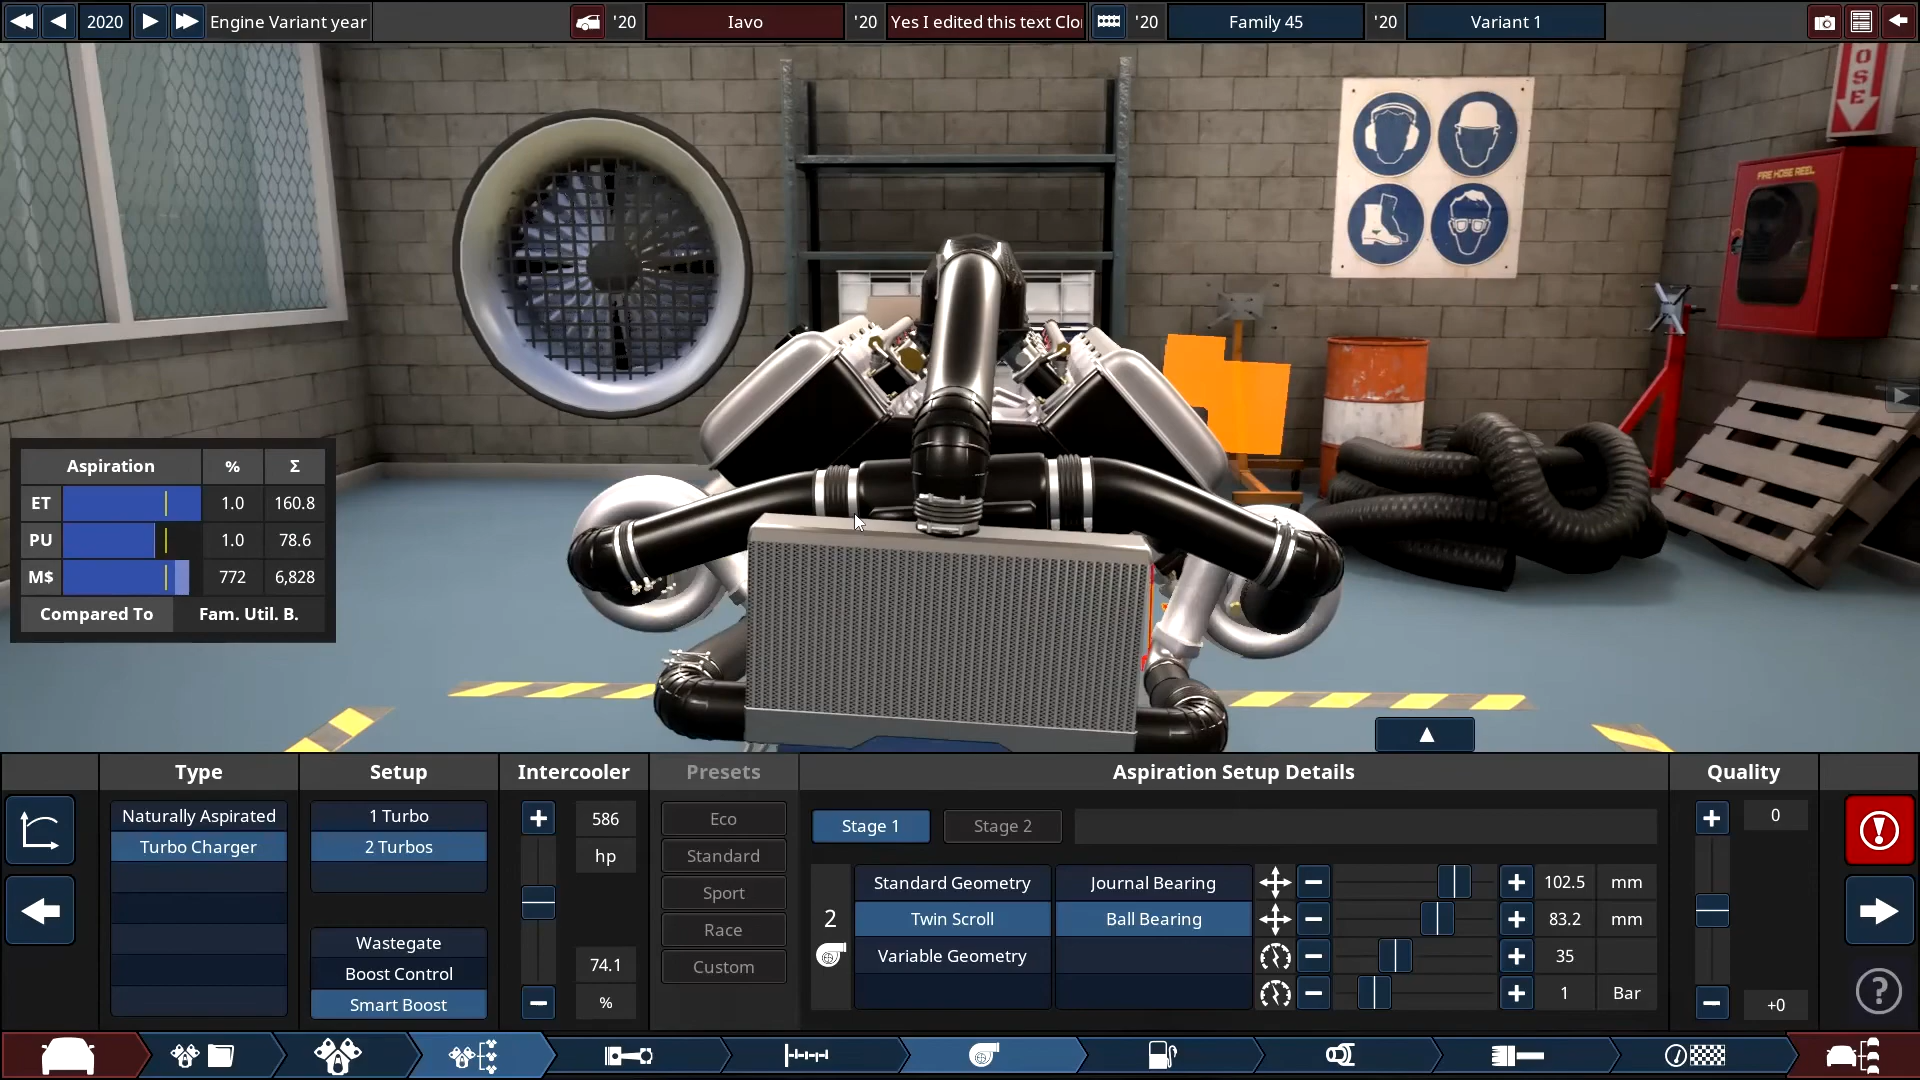 2020 Engine Variant year '20 Iavo '20 Yes I edited this text Clo '20 Family 45 '20 Variant 1
OSE
FIRE HOSE REEL
Aspiration % Σ
ET 1.0 160.8
PU 1.0 78.6
M$ 772 6,828
Compared To Fam. Util. B.
Type
Naturally Aspirated
Turbo Charger
Setup
1 Turbo
2 Turbos
Wastegate
Boost Control
Smart Boost
Intercooler
586
hp
74.1
%
Presets
Eco
Standard
Sport
Race
Custom
Aspiration Setup Details
Stage 1 Stage 2
2
Standard Geometry
Twin Scroll
Variable Geometry
Journal Bearing
Ball Bearing
102.5 mm
83.2 mm
35
1 Bar
Quality
0
+0